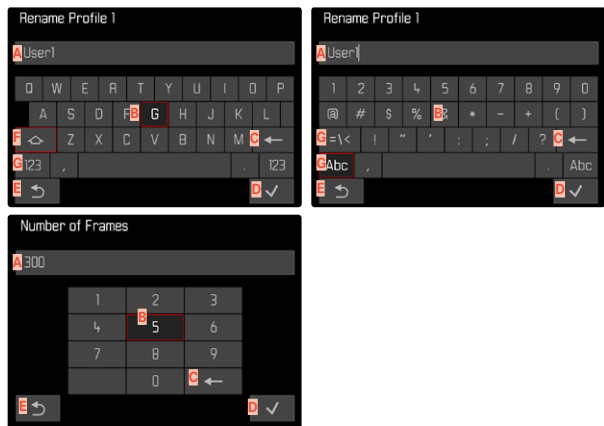 Rename Profile 1
A User1
Q W E R T Y U I O P
A S D F B G H J K L
F Z X C V B N M C ←
G 123 , . 123
E D ✓
Rename Profile 1
A User1
1 2 3 4 5 6 7 8 9 0
@ # $ % B & * - + ( )
G =\< ! " ' : ; / ? C ←
G Abc , . Abc
E D ✓
Number of Frames
A 300
1 2 3
4 B 5 6
7 8 9
0 C ←
E D ✓